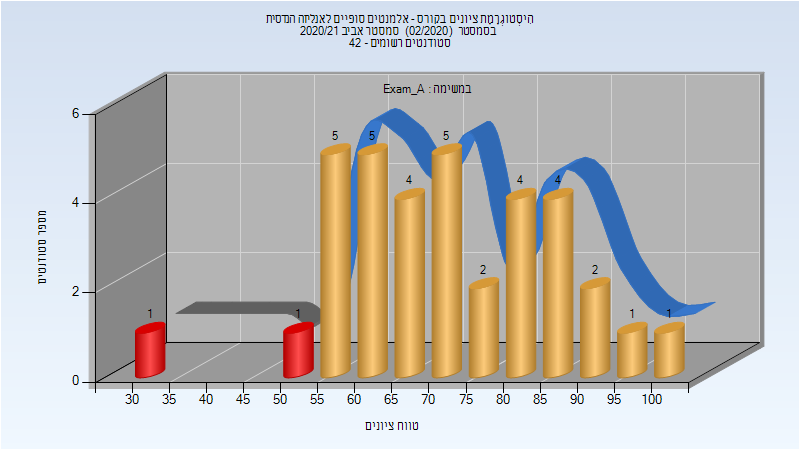 היסטוגרמת ציונים בקורס - אלמנטים סופיים לאנליזה הנדסית
בסמסטר (02/2020) סמסטר אביב 2020/21
סטודנטים רשומים - 42
במשימה : Exam_A
מספר סטודנטים
6
4
2
0
1
1
5
5
4
5
2
4
4
2
1
1
30 35 40 45 50 55 60 65 70 75 80 85 90 95 100
טווח ציונים